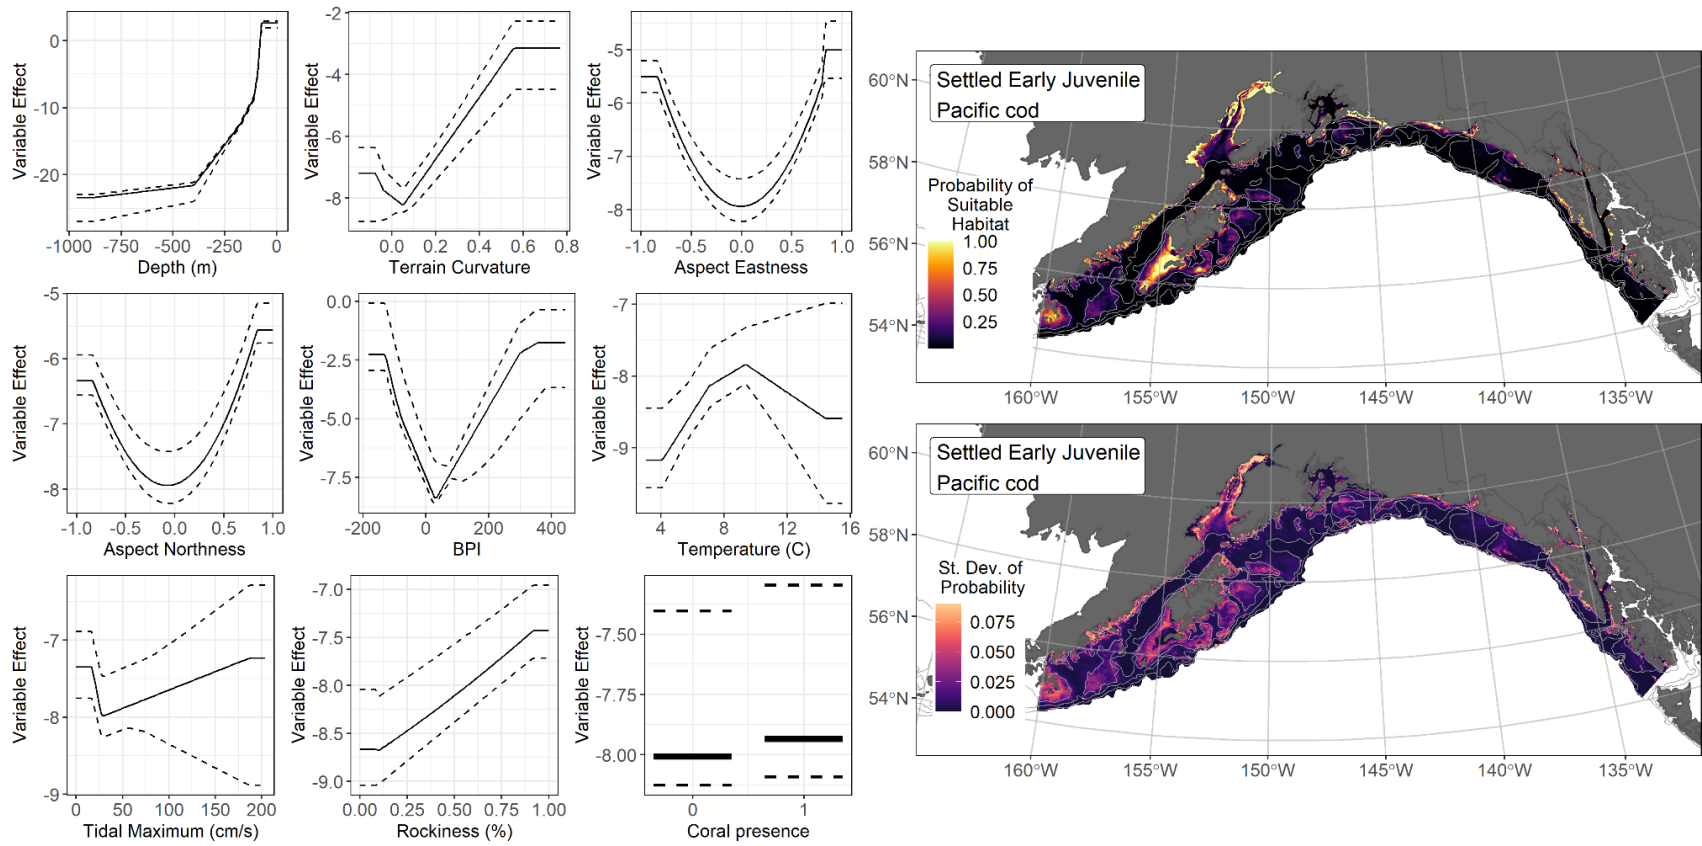 0
-10
-20
Variable Effect
-1000
-750
-500
-250
0
Depth (m)
-2
-4
-6
-8
Variable Effect
0.0
0.2
0.4
0.6
0.8
Terrain Curvature
-5
-6
-7
-8
Variable Effect
-1.0
-0.5
0.0
0.5
1.0
Aspect Eastness
-5
-6
-7
-8
Variable Effect
-1.0
-0.5
0.0
0.5
1.0
Aspect Northness
0.0
-2.5
-5.0
-7.5
Variable Effect
-200
0
200
400
BPI
-7
-8
-9
Variable Effect
4
8
12
16
Temperature (C)
-7
-8
-9
Variable Effect
0
50
100
150
200
Tidal Maximum (cm/s)
-7.0
-7.5
-8.0
-8.5
-9.0
Variable Effect
0.00
0.25
0.50
0.75
1.00
Rockiness (%)
-7.50
-7.75
-8.00
Variable Effect
0
1
Coral presence
Settled Early Juvenile
Pacific cod
60°N
58°N
56°N
54°N
Probability of
Suitable
Habitat
1.00
0.75
0.50
0.25
160°W
155°W
150°W
145°W
140°W
135°W
Settled Early Juvenile
Pacific cod
60°N
58°N
56°N
54°N
St. Dev. of
Probability
0.075
0.050
0.025
0.000
160°W
155°W
150°W
145°W
140°W
135°W